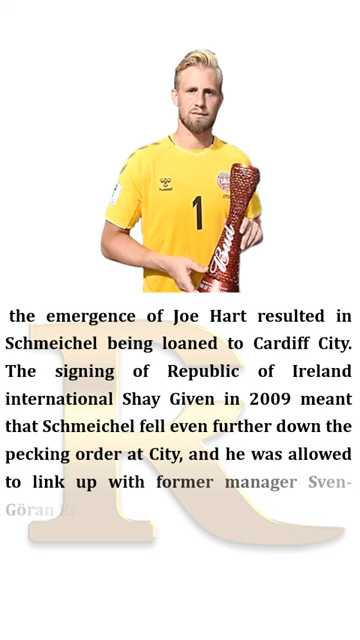 1
Bud
the emergence of Joe Hart resulted in
Schmeichel being loaned to Cardiff City.
The signing of Republic of Ireland
international Shay Given in 2009 meant
that Schmeichel fell even further down the
pecking order at City, and he was allowed
to link up with former manager Sven-
Göran
R